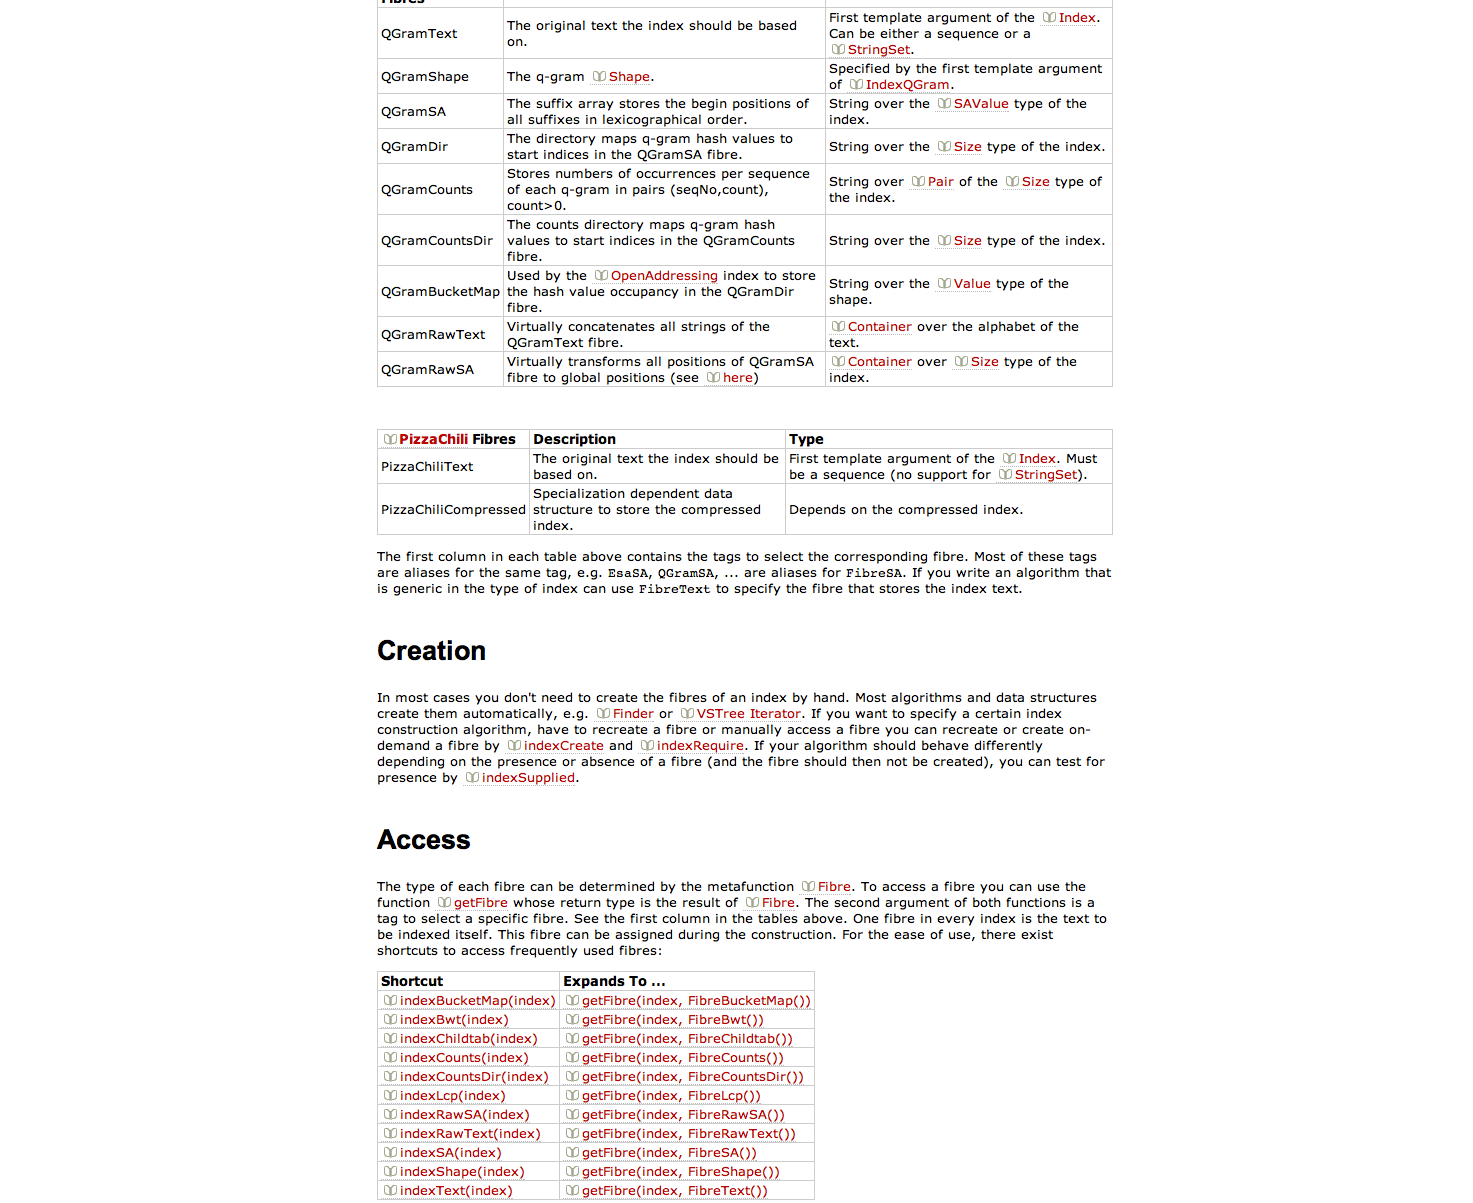 Fibres
QGramText
The original text the index should be based
on.
First template argument of the Index.
Can be either a sequence or a
StringSet.
QGramShape
The q-gram Shape.
Specified by the first template argument
of IndexQGram.
QGramSA
The suffix array stores the begin positions of
all suffixes in lexicographical order.
String over the SAValue type of the
index.
QGramDir
The directory maps q-gram hash values to
start indices in the QGramSA fibre.
String over the Size type of the index.
QGramCounts
Stores numbers of occurrences per sequence
of each q-gram in pairs (seqNo,count),
count>0.
String over Pair of the Size type of
the index.
QGramCountsDir
The counts directory maps q-gram hash
values to start indices in the QGramCounts
fibre.
String over the Size type of the index.
QGramBucketMap
Used by the OpenAddressing index to store
the hash value occupancy in the QGramDir
fibre.
String over the Value type of the
shape.
QGramRawText
Virtually concatenates all strings of the
QGramText fibre.
Container over the alphabet of the
text.
QGramRawSA
Virtually transforms all positions of QGramSA
fibre to global positions (see here)
Container over Size type of the
index.
PizzaChili Fibres Description Type
PizzaChiliText
The original text the index should be
based on.
First template argument of the Index. Must
be a sequence (no support for StringSet).
PizzaChiliCompressed
Specialization dependent data
structure to store the compressed
index.
Depends on the compressed index.
The first column in each table above contains the tags to select the corresponding fibre. Most of these tags
are aliases for the same tag, e.g. EsaSA, QGramSA, ... are aliases for FibreSA. If you write an algorithm that
is generic in the type of index can use FibreText to specify the fibre that stores the index text.
Creation
In most cases you don't need to create the fibres of an index by hand. Most algorithms and data structures
create them automatically, e.g. Finder or VSTree Iterator. If you want to specify a certain index
construction algorithm, have to recreate a fibre or manually access a fibre you can recreate or create on-
demand a fibre by indexCreate and indexRequire. If your algorithm should behave differently
depending on the presence or absence of a fibre (and the fibre should then not be created), you can test for
presence by indexSupplied.
Access
The type of each fibre can be determined by the metafunction Fibre. To access a fibre you can use the
function getFibre whose return type is the result of Fibre. The second argument of both functions is a
tag to select a specific fibre. See the first column in the tables above. One fibre in every index is the text to
be indexed itself. This fibre can be assigned during the construction. For the ease of use, there exist
shortcuts to access frequently used fibres:
Shortcut Expands To ...
indexBucketMap(index) getFibre(index, FibreBucketMap())
indexBwt(index) getFibre(index, FibreBwt())
indexChildtab(index) getFibre(index, FibreChildtab())
indexCounts(index) getFibre(index, FibreCounts())
indexCountsDir(index) getFibre(index, FibreCountsDir())
indexLcp(index) getFibre(index, FibreLcp())
indexRawSA(index) getFibre(index, FibreRawSA())
indexRawText(index) getFibre(index, FibreRawText())
indexSA(index) getFibre(index, FibreSA())
indexShape(index) getFibre(index, FibreShape())
indexText(index) getFibre(index, FibreText())